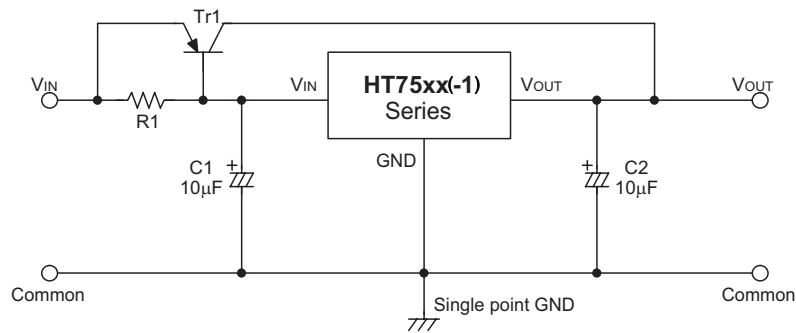 Tr1
VIN
R1
VIN
HT75xx(-1)
Series
VOUT
VOUT
GND
C1
10μF
C2
10μF
Common
Single point GND
Common